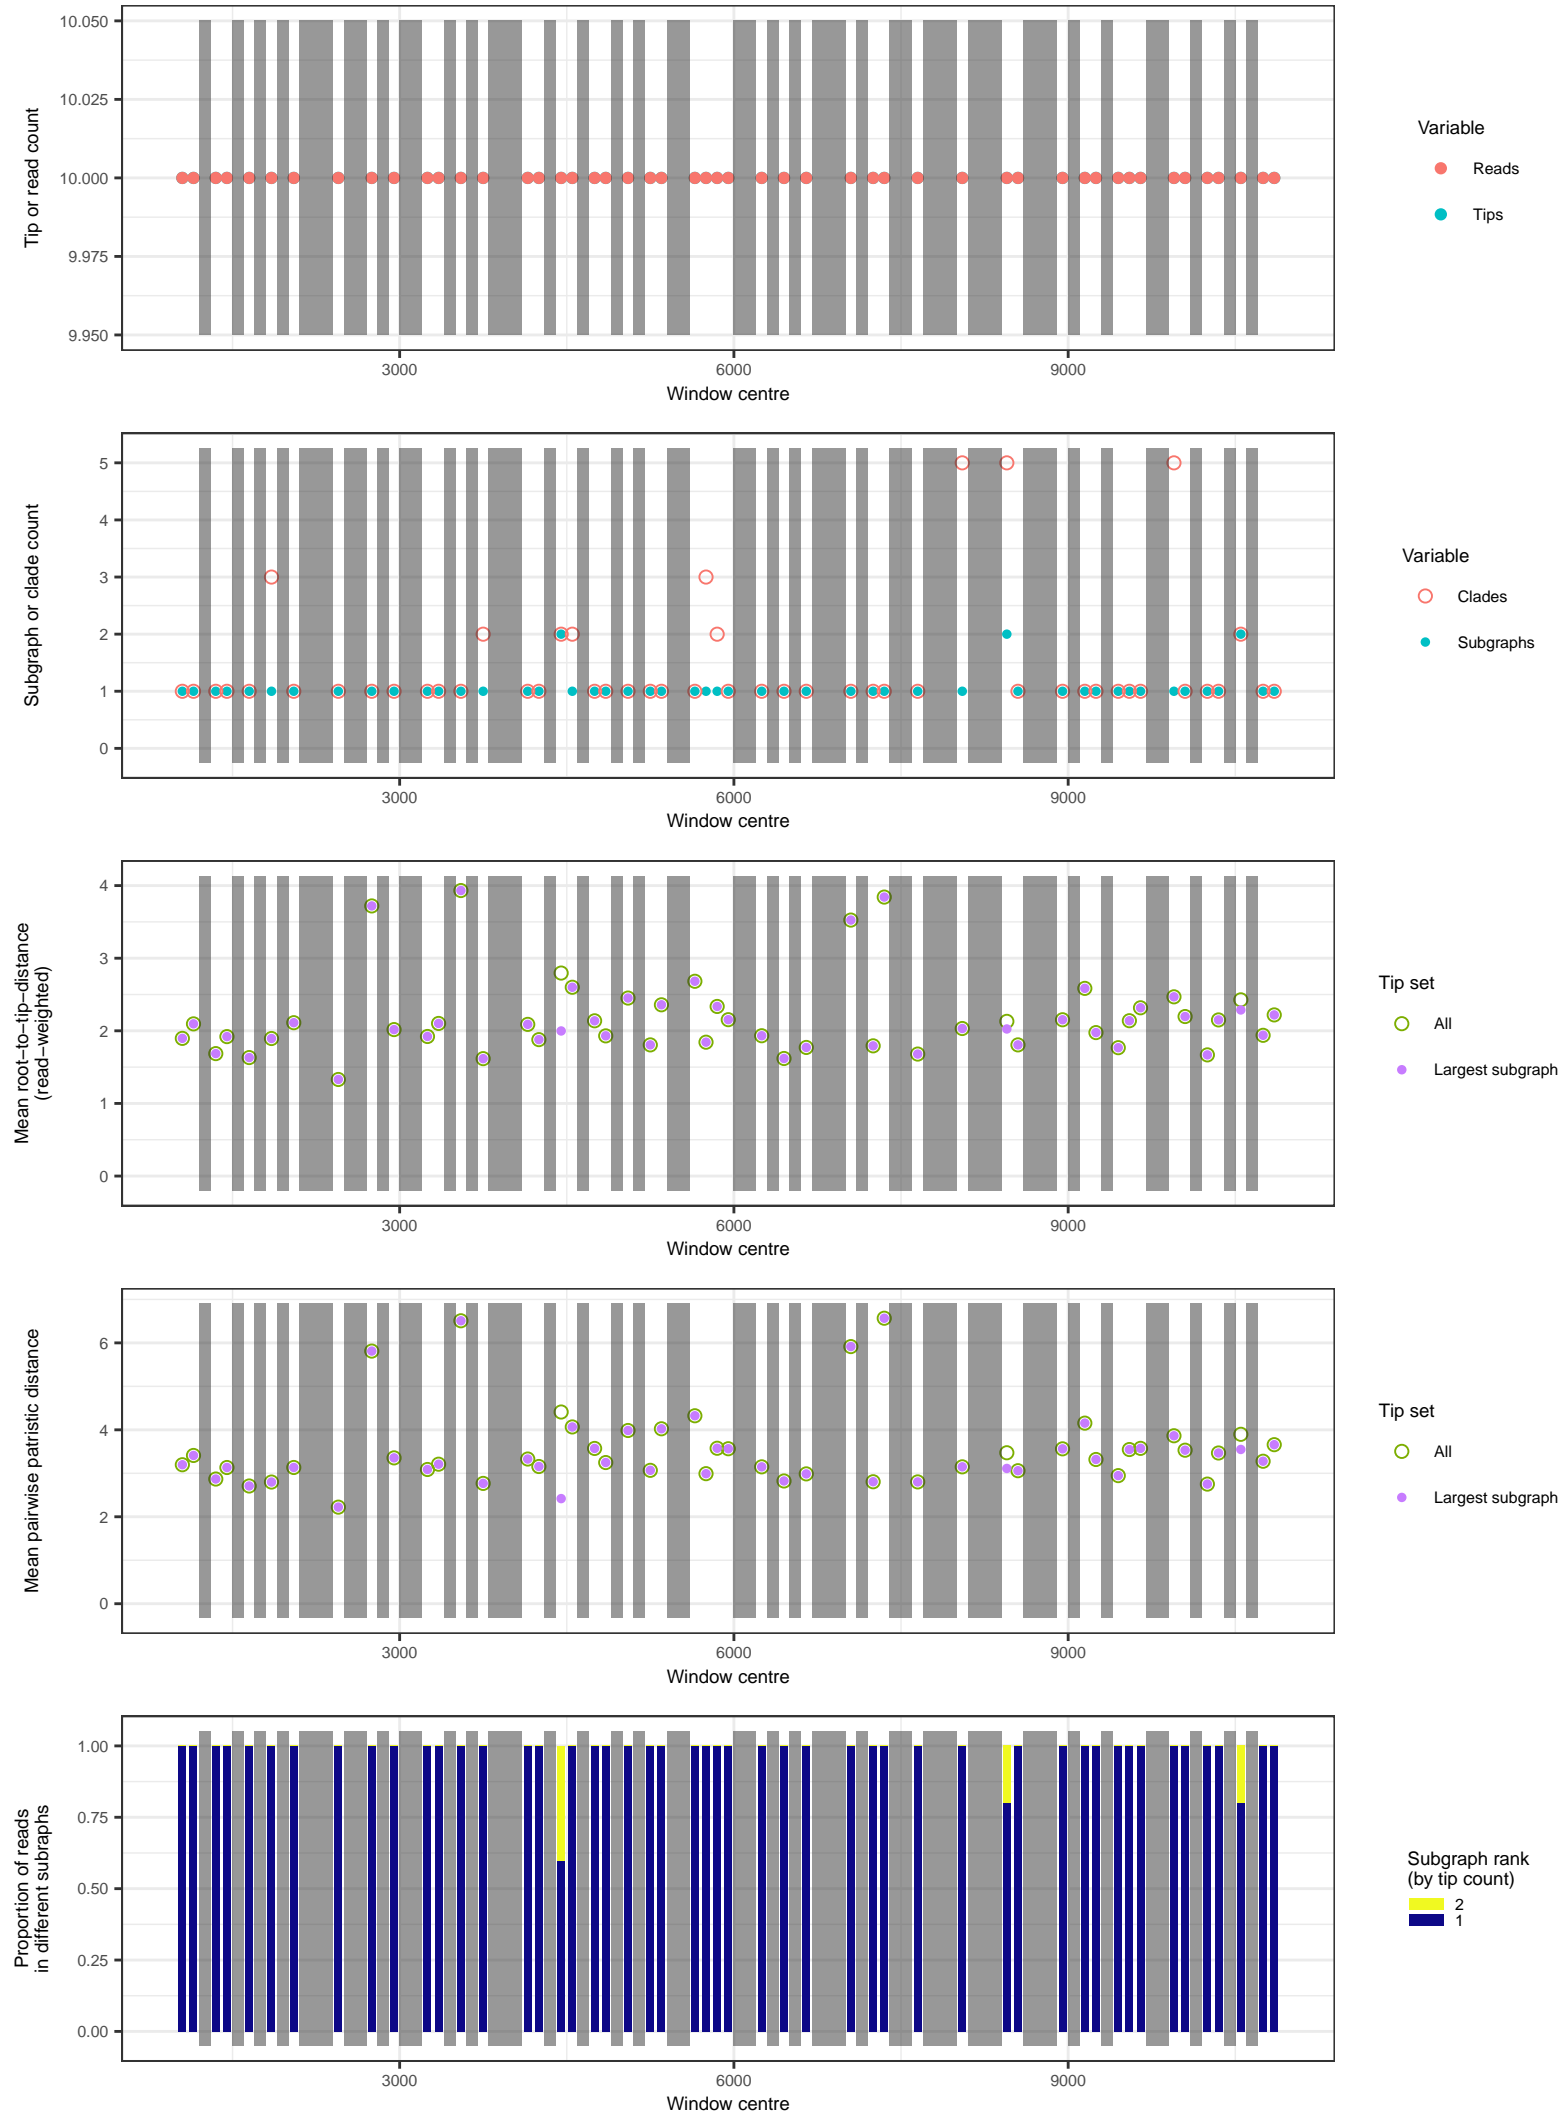 10.050
10.025
10.000
9.975
9.950
Tip or read count
3000
6000
9000
Window centre
Variable
Reads
Tips
5
4
3
2
1
0
Subgraph or clade count
3000
6000
9000
Window centre
Variable
Clades
Subgraphs
4
3
2
1
0
Mean root−to−tip−distance
(read−weighted)
3000
6000
9000
Window centre
Tip set
All
Largest subgraph
6
4
2
0
Mean pairwise patristic distance
3000
6000
9000
Window centre
Tip set
All
Largest subgraph
1.00
0.75
0.50
0.25
0.00
Proportion of reads
in different subraphs
3000
6000
9000
Window centre
Subgraph rank
(by tip count)
2
1